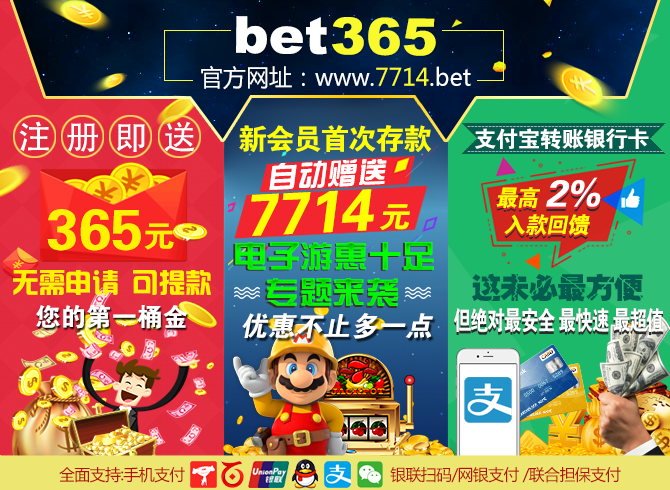 bet365
官方网址：www.7714.bet
注册即送
365元
无需申请 可提款
您的第一桶金
新会员首次存款
自动赠送
7714元
电子游惠十足
专题来袭
优惠不止多一点
支付宝转账银行卡
最高 2%
入款回馈
这未必最方便
但绝对最安全 最快速 最超值
支
全面支持:手机支付 UnionPay 银联 支 银联扫码/网银支付 /联合担保支付